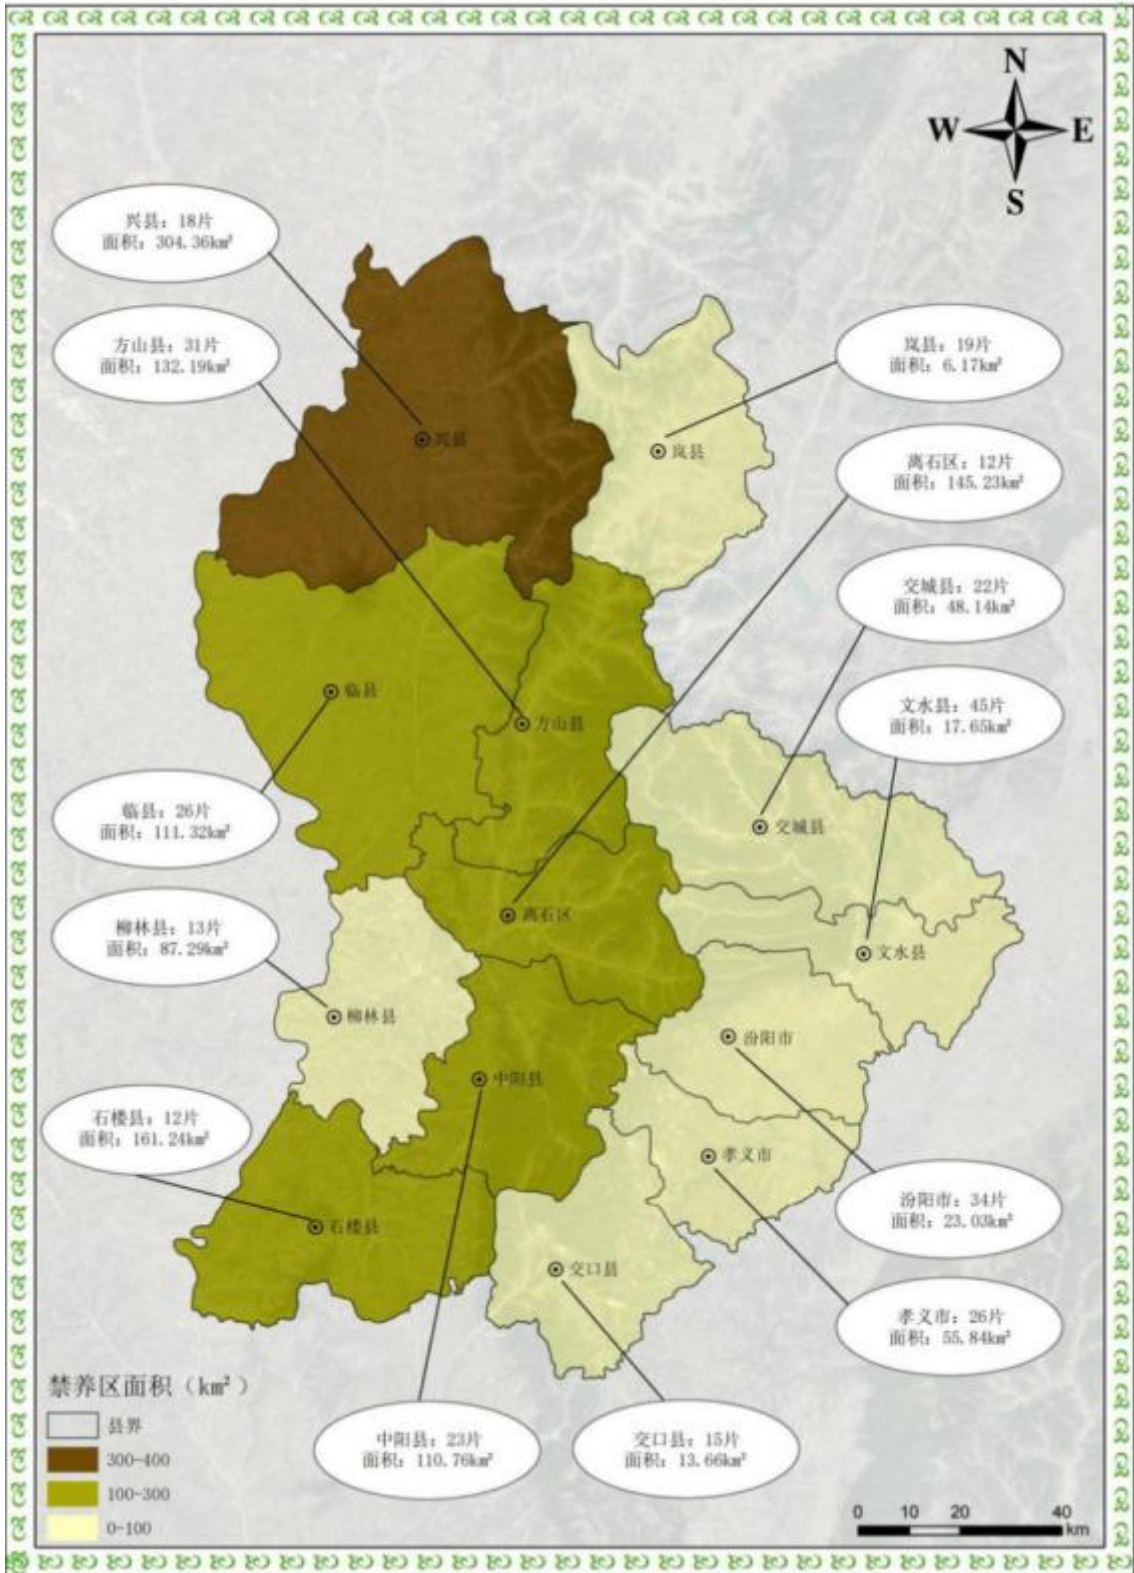 N
W
E
S
兴县：18片
面积：304.36km²
方山县：31片
面积：132.19km²
岚县：19片
面积：6.17km²
离石区：12片
面积：145.23km²
交城县：22片
面积：48.14km²
文水县：45片
面积：17.65km²
临县：26片
面积：111.32km²
柳林县：13片
面积：87.29km²
石楼县：12片
面积：161.24km²
汾阳市：34片
面积：23.03km²
孝义市：26片
面积：55.84km²
中阳县：23片
面积：110.76km²
交口县：15片
面积：13.66km²
兴县
岚县
临县
方山县
交城县
离石区
文水县
柳林县
汾阳市
中阳县
孝义市
石楼县
交口县
禁养区面积（km²）
县界
300-400
100-300
0-100
0 10 20 40
km